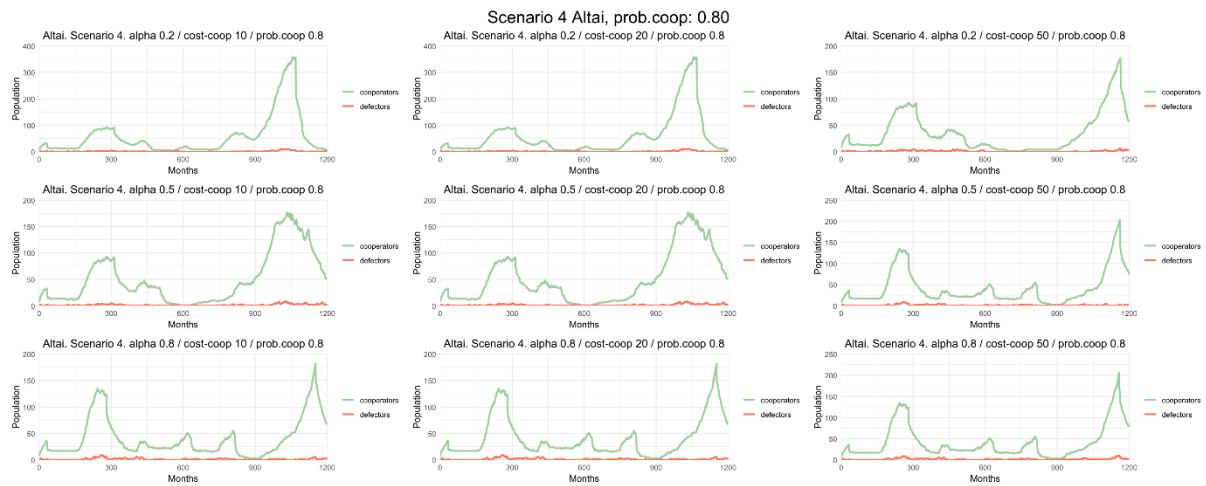 Scenario 4 Altai, prob.coop: 0.80
Altai. Scenario 4. alpha 0.2 / cost-coop 10 / prob.coop 0.8
Population
400
300
200
100
0
0 300 600 900 1200
Months
cooperators
defectors
Altai. Scenario 4. alpha 0.2 / cost-coop 20 / prob.coop 0.8
Population
400
300
200
100
0
0 300 600 900 1200
Months
cooperators
defectors
Altai. Scenario 4. alpha 0.2 / cost-coop 50 / prob.coop 0.8
Population
200
150
100
50
0
0 300 600 900 1200
Months
cooperators
defectors
Altai. Scenario 4. alpha 0.5 / cost-coop 10 / prob.coop 0.8
Population
200
150
100
50
0
0 300 600 900 1200
Months
cooperators
defectors
Altai. Scenario 4. alpha 0.5 / cost-coop 20 / prob.coop 0.8
Population
200
150
100
50
0
0 300 600 900 1200
Months
cooperators
defectors
Altai. Scenario 4. alpha 0.5 / cost-coop 50 / prob.coop 0.8
Population
250
200
150
100
50
0
0 300 600 900 1200
Months
cooperators
defectors
Altai. Scenario 4. alpha 0.8 / cost-coop 10 / prob.coop 0.8
Population
200
150
100
50
0
0 300 600 900 1200
Months
cooperators
defectors
Altai. Scenario 4. alpha 0.8 / cost-coop 20 / prob.coop 0.8
Population
200
150
100
50
0
0 300 600 900 1200
Months
cooperators
defectors
Altai. Scenario 4. alpha 0.8 / cost-coop 50 / prob.coop 0.8
Population
250
200
150
100
50
0
0 300 600 900 1200
Months
cooperators
defectors